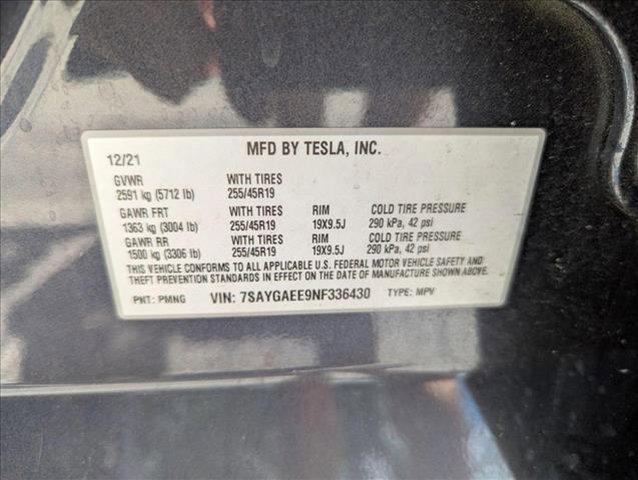 MFD BY TESLA, INC.
12/21
GVWR WITH TIRES
2591 kg (5712 lb) 255/45R19
GAWR FRT WITH TIRES RIM COLD TIRE PRESSURE
1363 kg (3004 lb) 255/45R19 19X9.5J 290 kPa, 42 psi
GAWR RR WITH TIRES RIM COLD TIRE PRESSURE
1500 kg (3306 lb) 255/45R19 19X9.5J 290 kPa, 42 psi
THIS VEHICLE CONFORMS TO ALL APPLICABLE U.S. FEDERAL MOTOR VEHICLE SAFETY AND
THEFT PREVENTION STANDARDS IN EFFECT ON THE DATE OF MANUFACTURE SHOWN ABOVE.
PNT: PMNG VIN: 7SAYGAEE9NF336430 TYPE: MPV